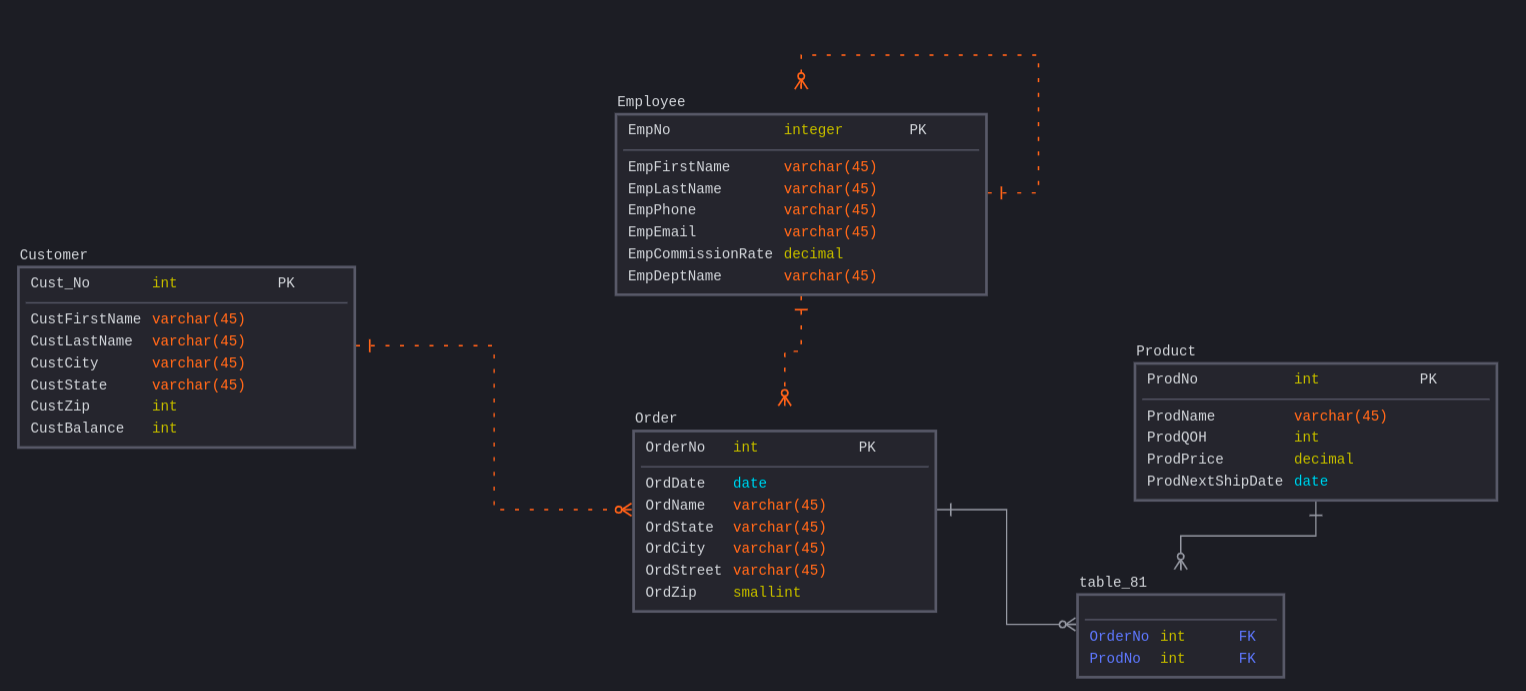 Employee
EmpNo integer PK
EmpFirstName varchar(45)
EmpLastName varchar(45)
EmpPhone varchar(45)
EmpEmail varchar(45)
EmpCommissionRate decimal
EmpDeptName varchar(45)
Customer
Cust_No int PK
CustFirstName varchar(45)
CustLastName varchar(45)
CustCity varchar(45)
CustState varchar(45)
CustZip int
CustBalance int
Order
OrderNo int PK
OrdDate date
OrdName varchar(45)
OrdState varchar(45)
OrdCity varchar(45)
OrdStreet varchar(45)
OrdZip smallint
Product
ProdNo int PK
ProdName varchar(45)
ProdQOH int
ProdPrice decimal
ProdNextShipDate date
table_81
OrderNo int FK
ProdNo int FK